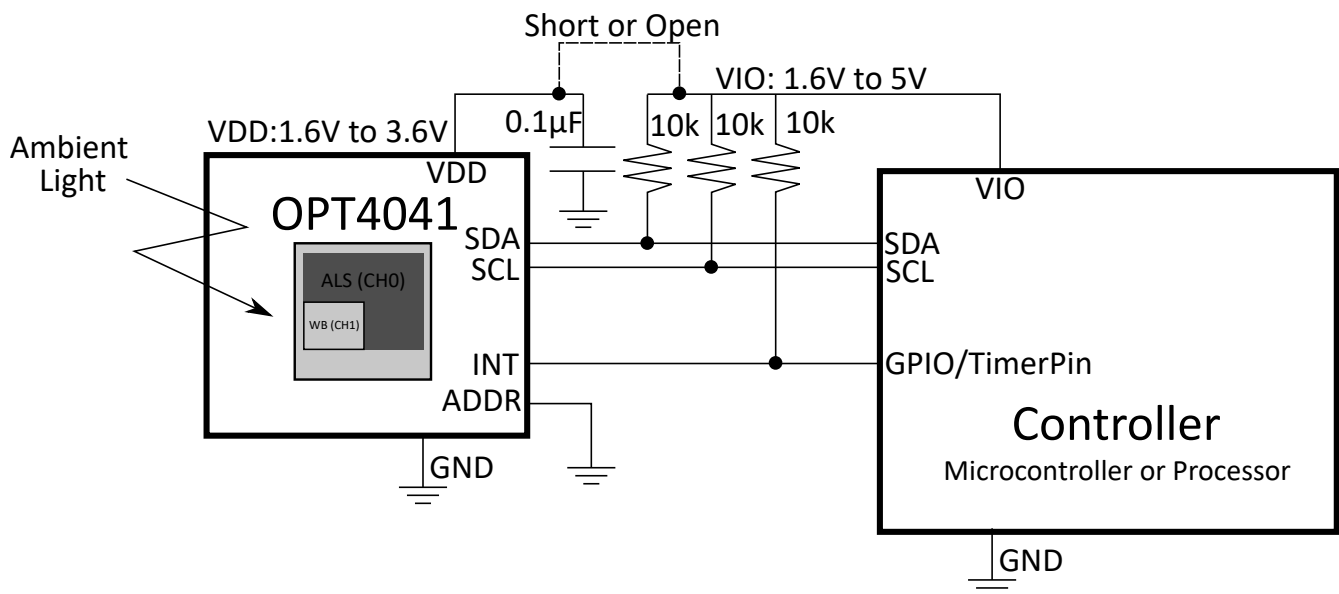 Short or Open
VIO: 1.6V to 5V
0.1µF
10k
10k
10k
VDD:1.6V to 3.6V
Ambient
Light
VDD
VIO
OPT4041
SDA
SDA
SCL
SCL
ALS (CH0)
WB (CH1)
INT
GPIO/TimerPin
ADDR
Controller
GND
Microcontroller or Processor
GND